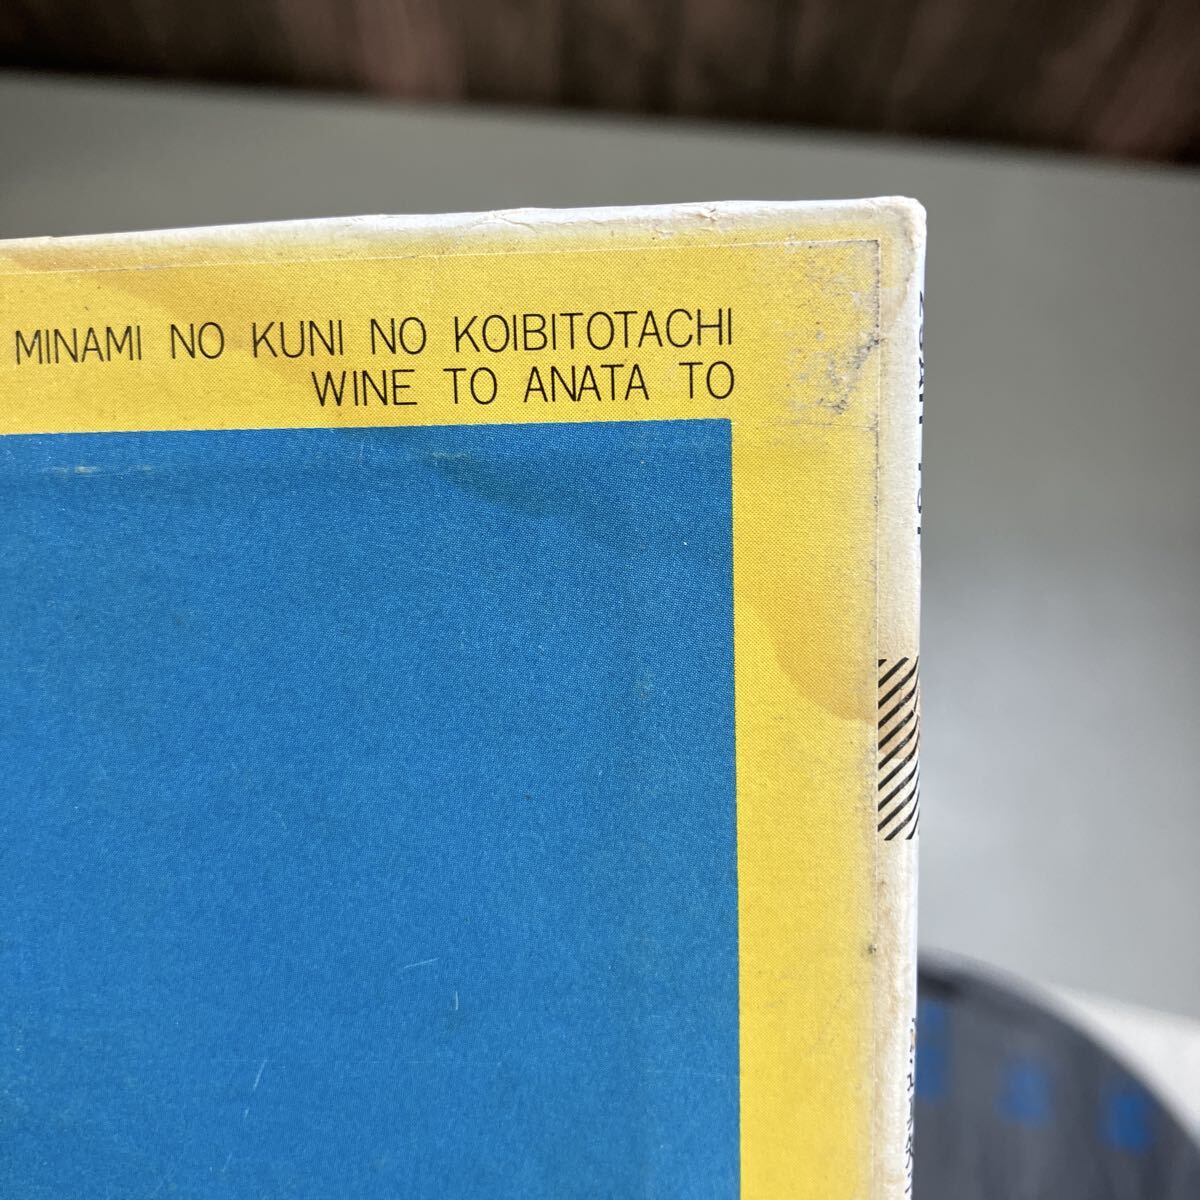 MINAMI NO KUNI NO KOIBITOTACHI
WINE TO ANATA TO